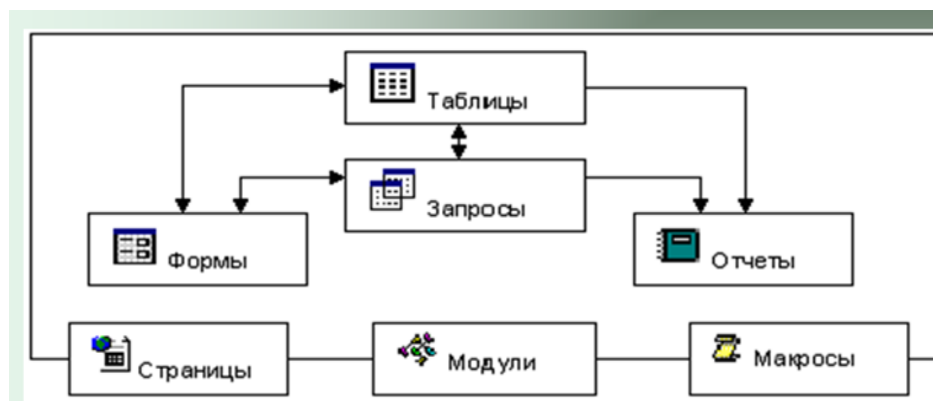 Таблицы
Запросы
Формы
Отчеты
Страницы
Модули
Макросы